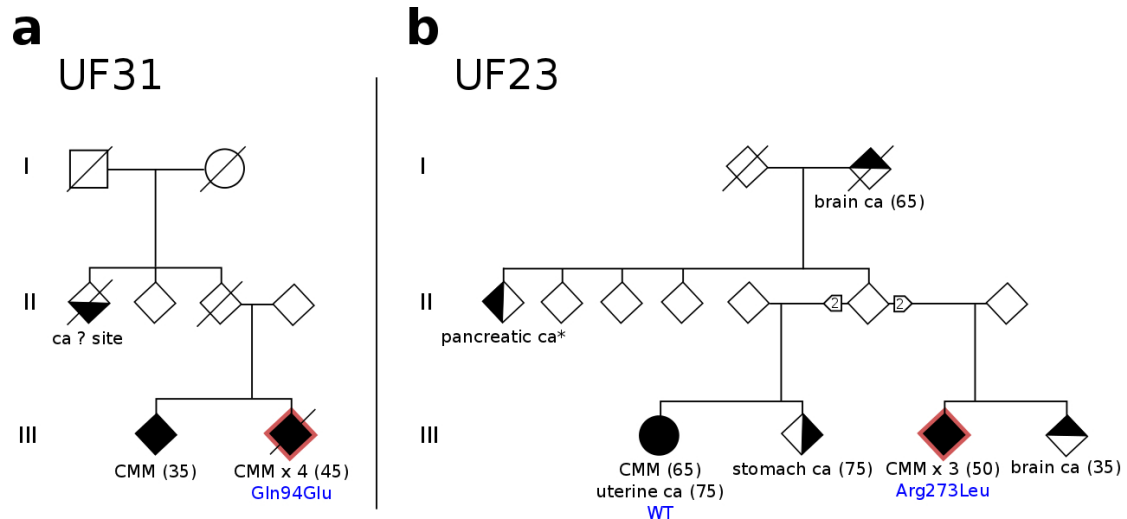 a
UF31
I
II
ca ? site
III
CMM (35)
CMM x 4 (45)
Gln94Glu
b
UF23
I
brain ca (65)
II
2
2
pancreatic ca*
III
CMM (65)
uterine ca (75)
WT
stomach ca (75)
CMM x 3 (50)
Arg273Leu
brain ca (35)